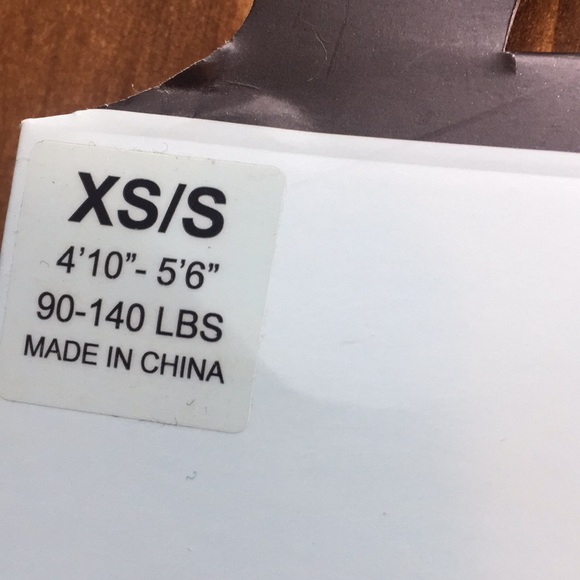 XS/S
4’10”- 5’6”
90-140 LBS
MADE IN CHINA